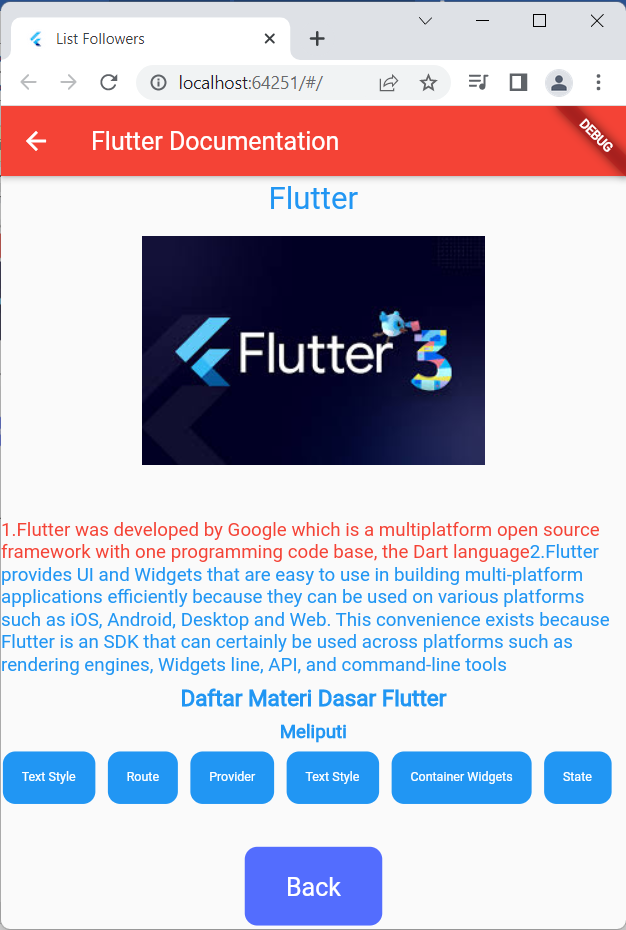 List Followers
localhost:64251/#/
Flutter Documentation
DEBUG
Flutter
Flutter 3
1.Flutter was developed by Google which is a multiplatform open source
framework with one programming code base, the Dart language2.Flutter
provides UI and Widgets that are easy to use in building multi-platform
applications efficiently because they can be used on various platforms
such as iOS, Android, Desktop and Web. This convenience exists because
Flutter is an SDK that can certainly be used across platforms such as
rendering engines, Widgets line, API, and command-line tools
Daftar Materi Dasar Flutter
Meliputi
Text Style Route Provider Text Style Container Widgets State
Back